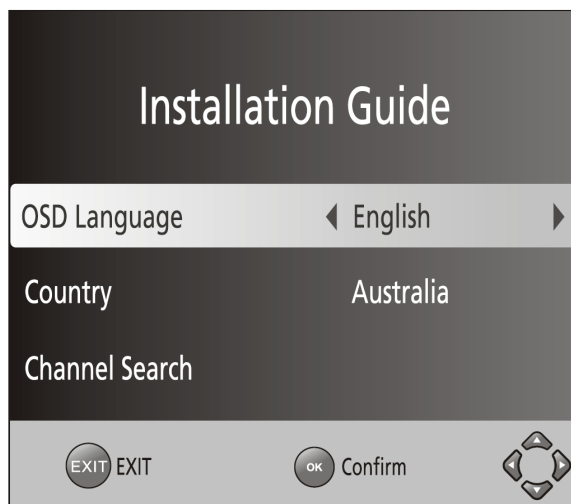 Installation Guide
OSD Language English
Country Australia
Channel Search
EXIT EXIT OK Confirm